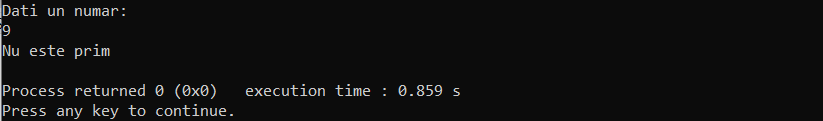 Dati un numar:
9
Nu este prim
Process returned 0 (0x0)   execution time : 0.859 s
Press any key to continue.